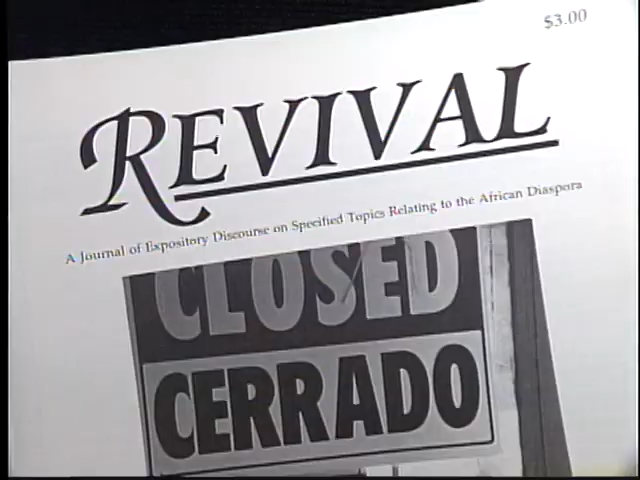 $3.00
REVIVAL
A Journal of Expository Discourse on Specified Topics Relating to the African Diaspora
CLOSED
CERRADO